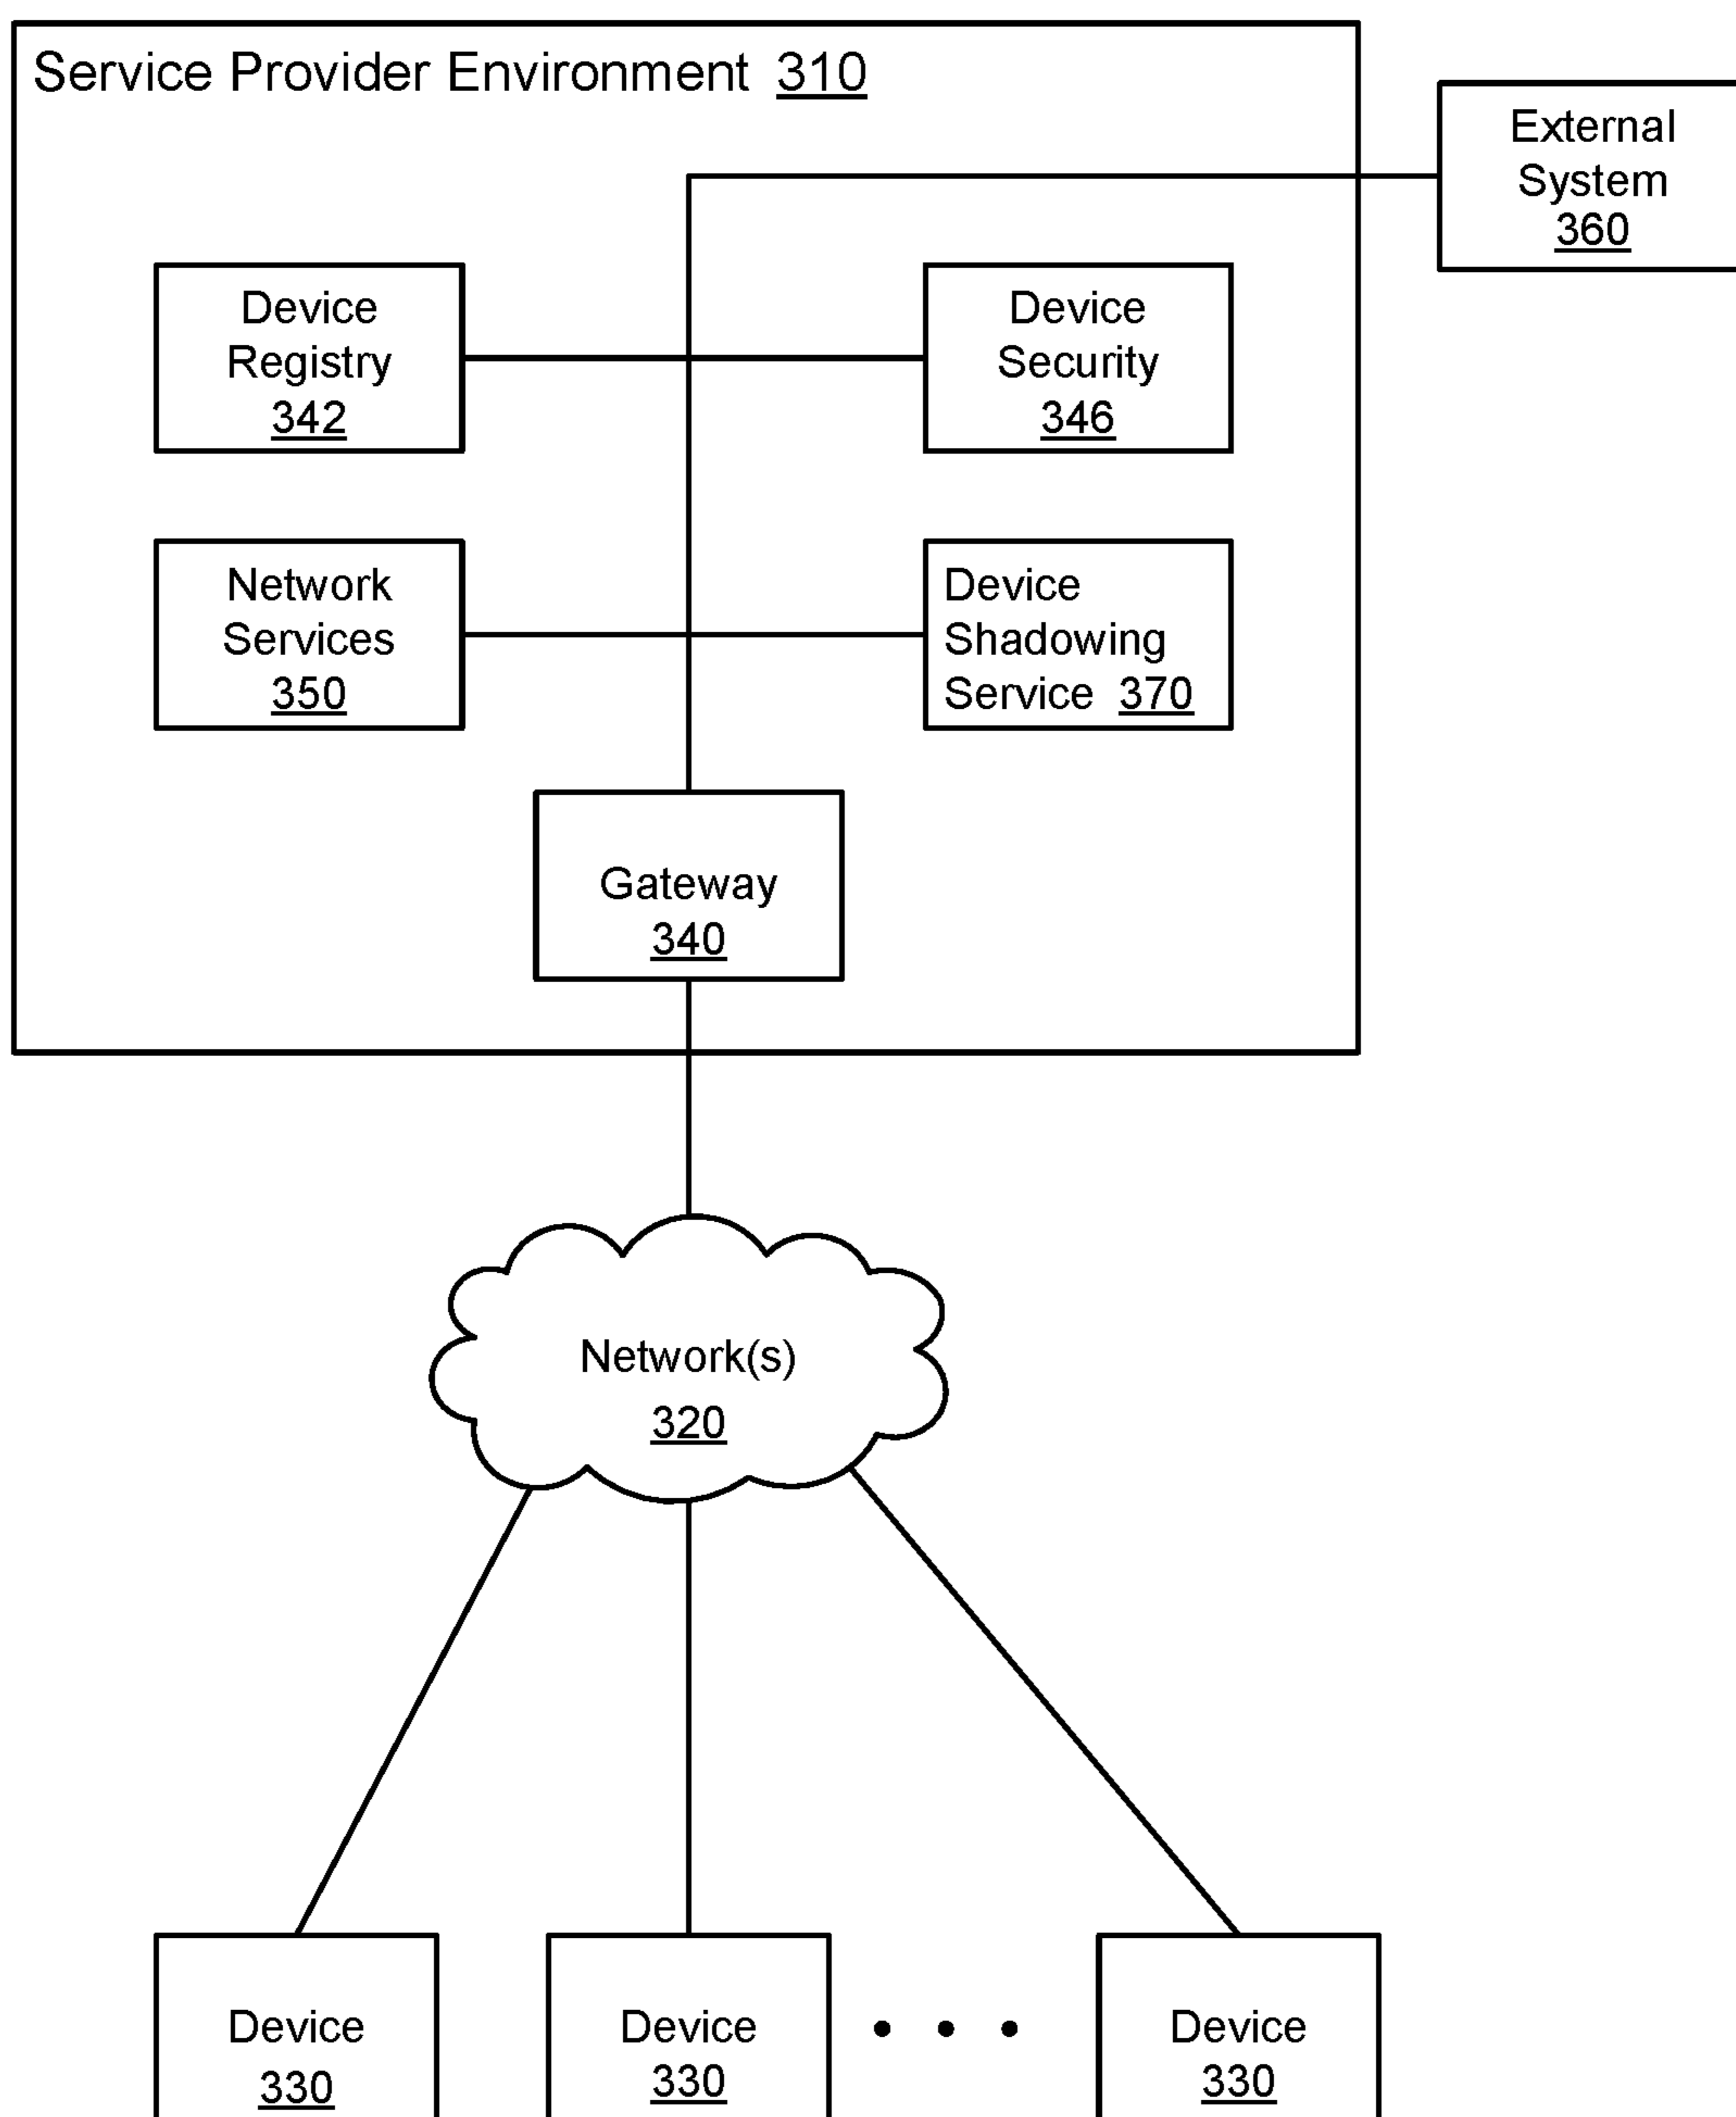 Service Provider Environment 310
External
System
360
Device
Registry
342
Device
Security
346
Network
Services
350
Device
Shadowing
Service 370
Gateway
340
Network(s)
320
Device
330
Device
330
Device
330